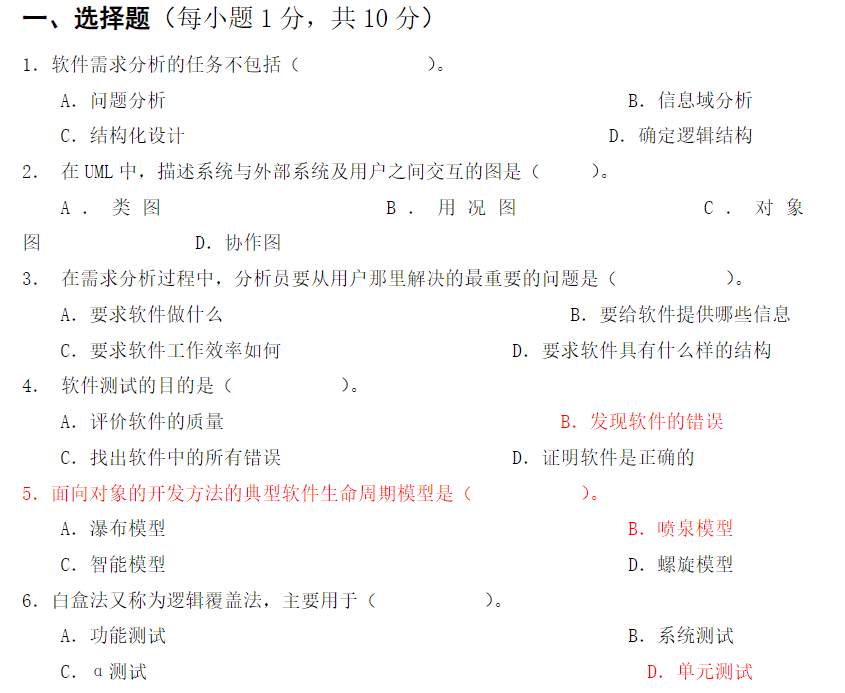 一、选择题（每小题 1 分，共 10 分）
1．软件需求分析的任务不包括（ ）。
A．问题分析 B．信息域分析
C．结构化设计 D．确定逻辑结构
2． 在 UML 中，描述系统与外部系统及用户之间交互的图是（ ）。
A．类图 B．用况图 C．对象
图 D．协作图
3． 在需求分析过程中，分析员要从用户那里解决的最重要的问题是（ ）。
A．要求软件做什么 B．要给软件提供哪些信息
C．要求软件工作效率如何 D．要求软件具有什么样的结构
4． 软件测试的目的是（ ）。
A．评价软件的质量 B．发现软件的错误
C．找出软件中的所有错误 D．证明软件是正确的
5．面向对象的开发方法的典型软件生命周期模型是（ ）。
A．瀑布模型 B．喷泉模型
C．智能模型 D．螺旋模型
6．白盒法又称为逻辑覆盖法，主要用于（ ）。
A．功能测试 B．系统测试
C．α测试 D．单元测试